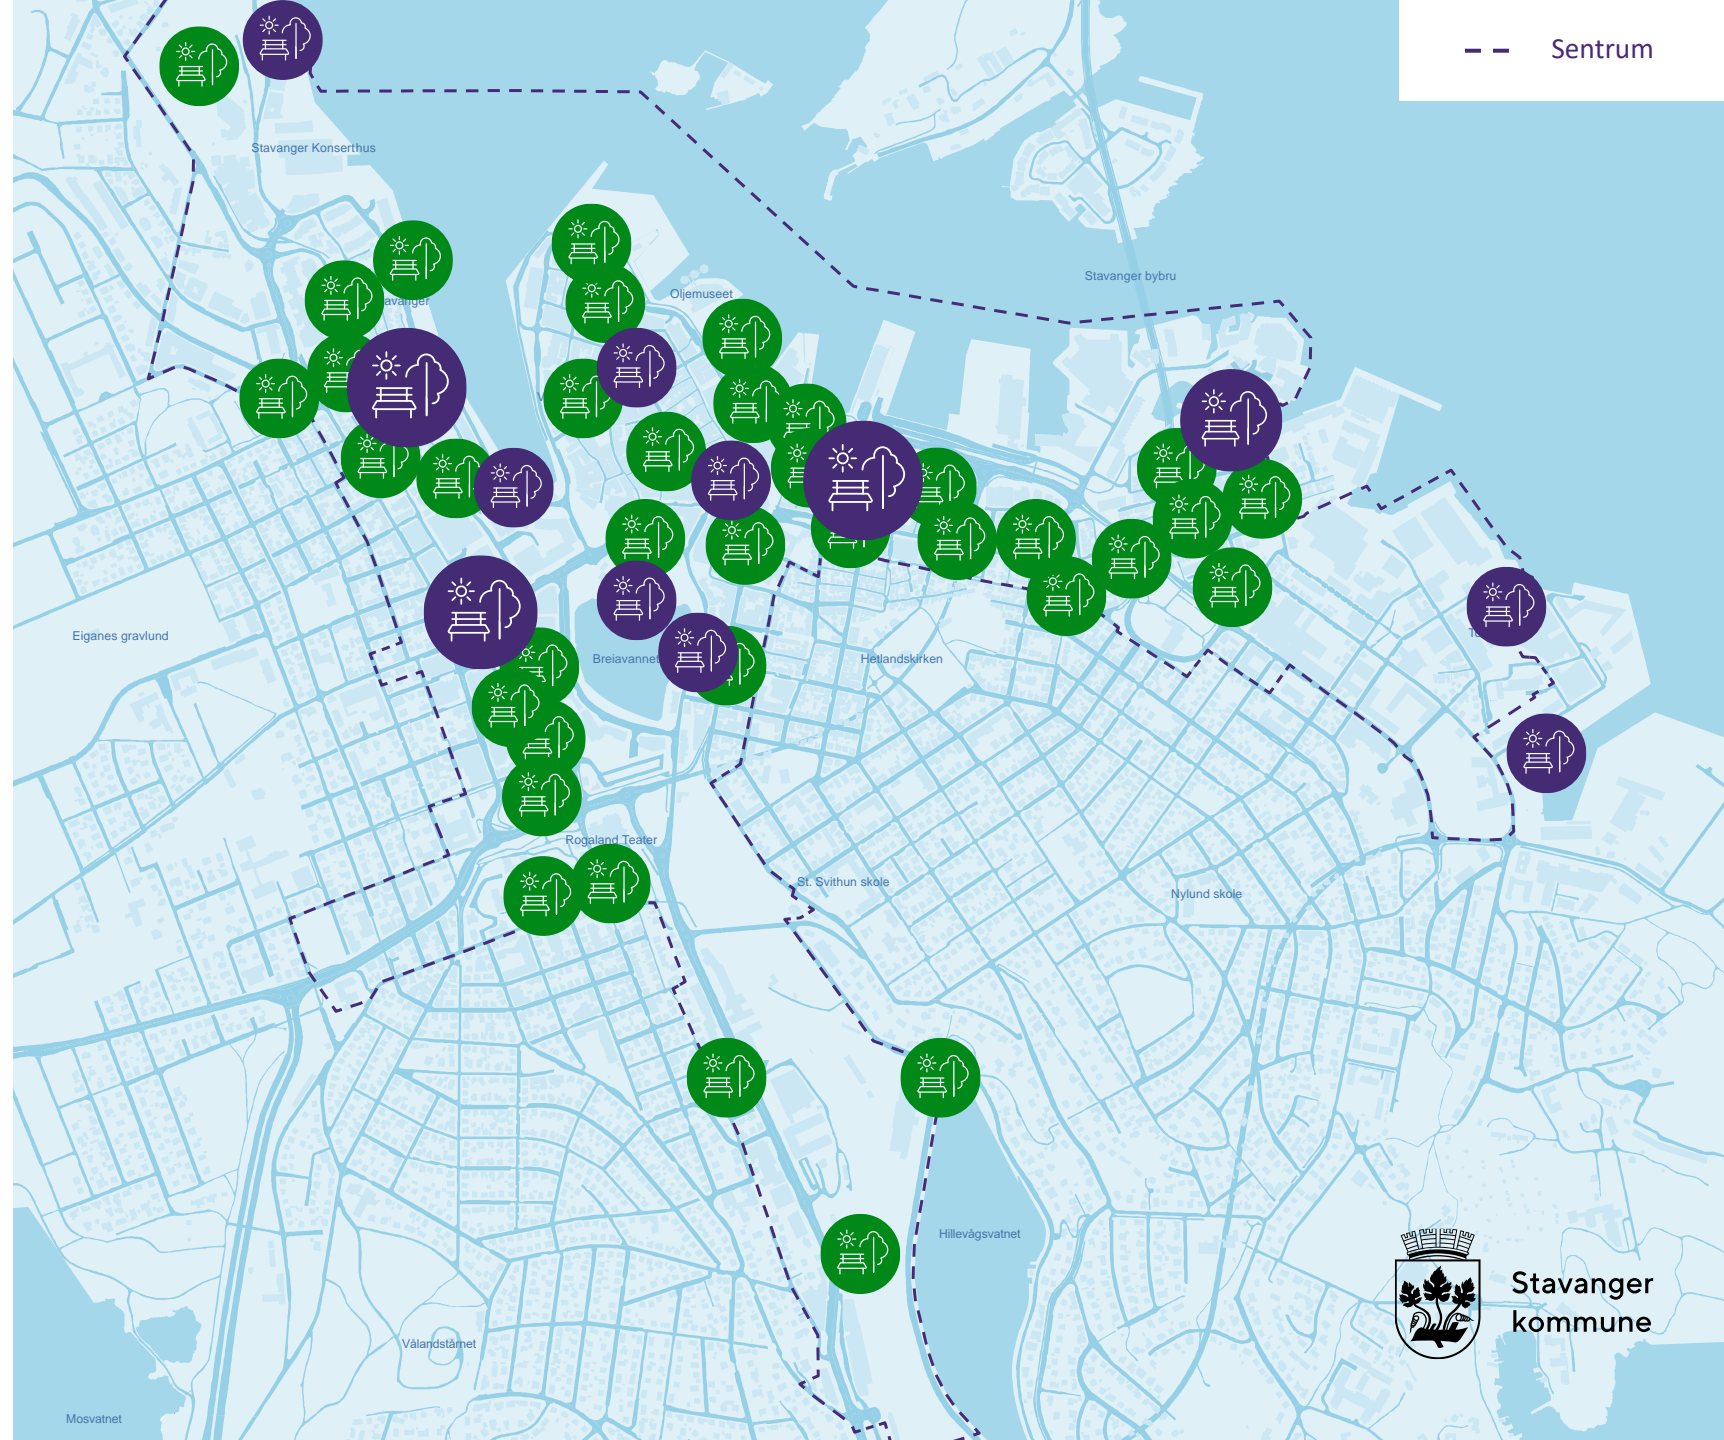 Sentrum
Stavanger Konserthus
Stavanger bybru
Oljemuseet
avanger
Eiganes gravlund
Breiavannet
Hetlandskirken
Rogaland Teater
St. Svithun skole
Nylund skole
Hillevågsvatnet
Stavanger
kommune
Vålandstårnet
Mosvatnet